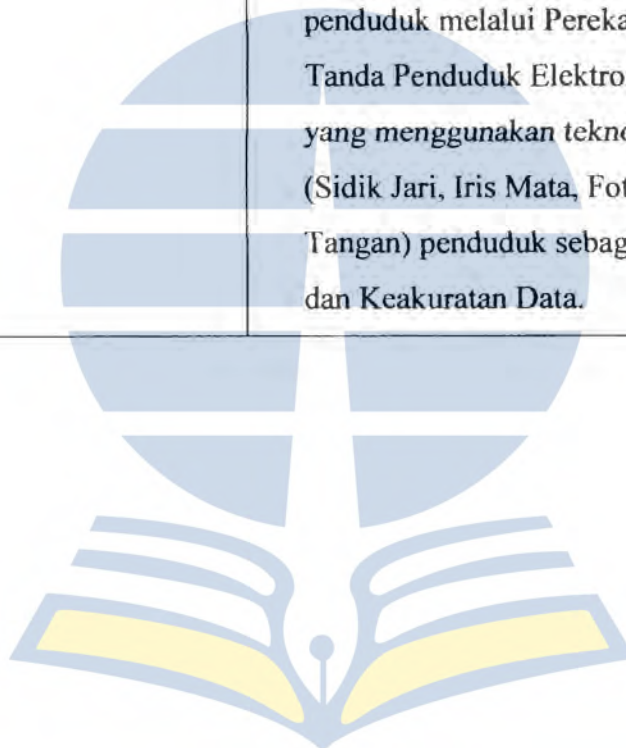 penduduk melalui Pereka
Tanda Penduduk Elektro
yang menggunakan tekno
(Sidik Jari, Iris Mata, Fot
Tangan) penduduk sebag
dan Keakuratan Data.